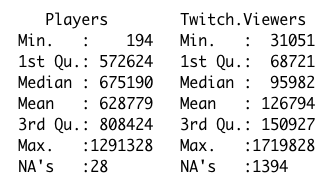 Players Twitch.Viewers
Min. : 194 Min. : 31051
1st Qu.: 572624 1st Qu.: 68721
Median : 675190 Median : 95982
Mean : 628779 Mean : 126794
3rd Qu.: 808424 3rd Qu.: 150927
Max. :1291328 Max. :1719828
NA's :28 NA's :1394